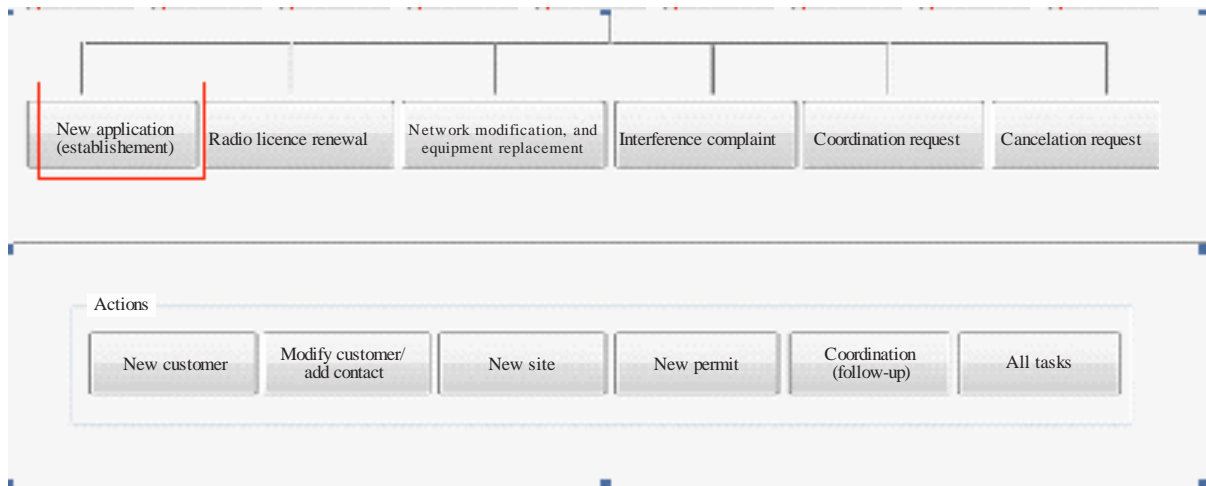 New application
(establishement)
Radio licence renewal
Network modification, and
equipment replacement
Interference complaint
Coordination request
Cancelation request
Actions
New customer
Modify customer/
add contact
New site
New permit
Coordination
(follow-up)
All tasks